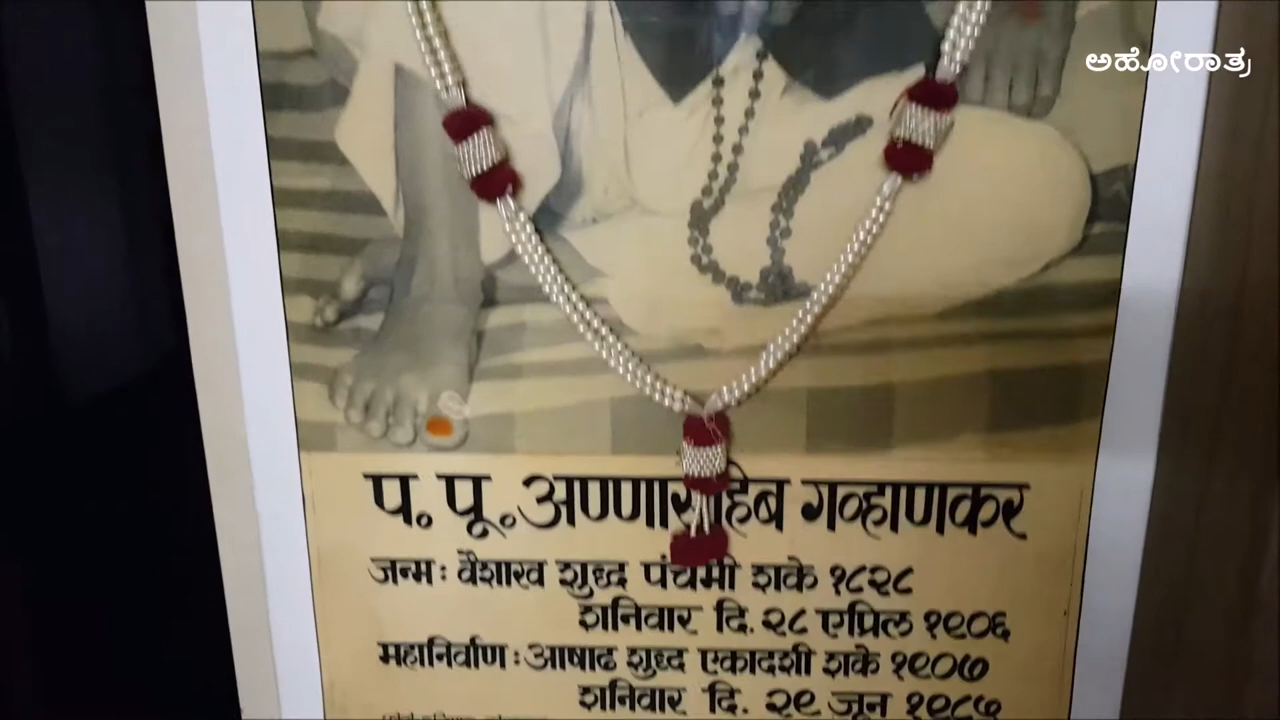 ಅಹೋರಾತ್ರ
प. पू. अण्णासाहेब गव्हाणकर
जन्म: वैशाख शुध्द पंचमी शके १८२८
शनिवार दि. २८ एप्रिल १९०६
महानिर्वाण: आषाढ शुध्द एकादशी शके १९०७
शनिवार दि. २९ जून १९८५